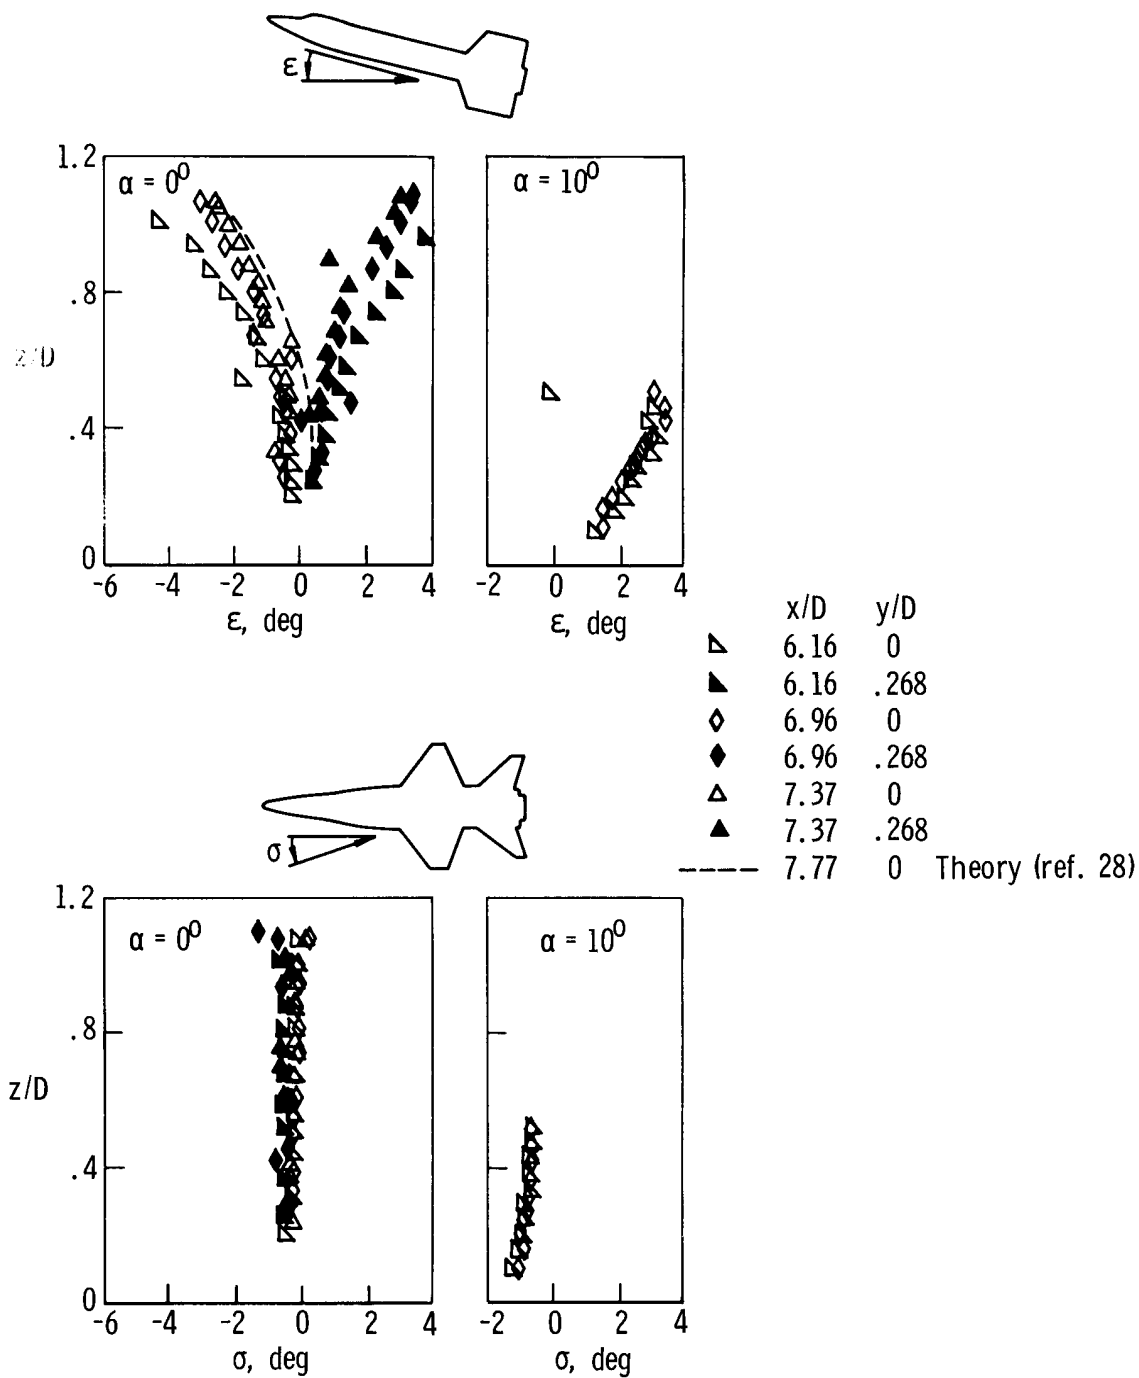 ε
1.2
α = 0⁰
α = 10⁰
.8
z/D
.4
0
-6 -4 -2 0 2 4
-2 0 2 4
ε, deg
ε, deg
x/D y/D
6.16 0
6.16 .268
6.96 0
6.96 .268
7.37 0
7.37 .268
7.77 0 Theory (ref. 28)
σ
1.2
α = 0⁰
α = 10⁰
.8
z/D
.4
0
-6 -4 -2 0 2 4
-2 0 2 4
σ, deg
σ, deg